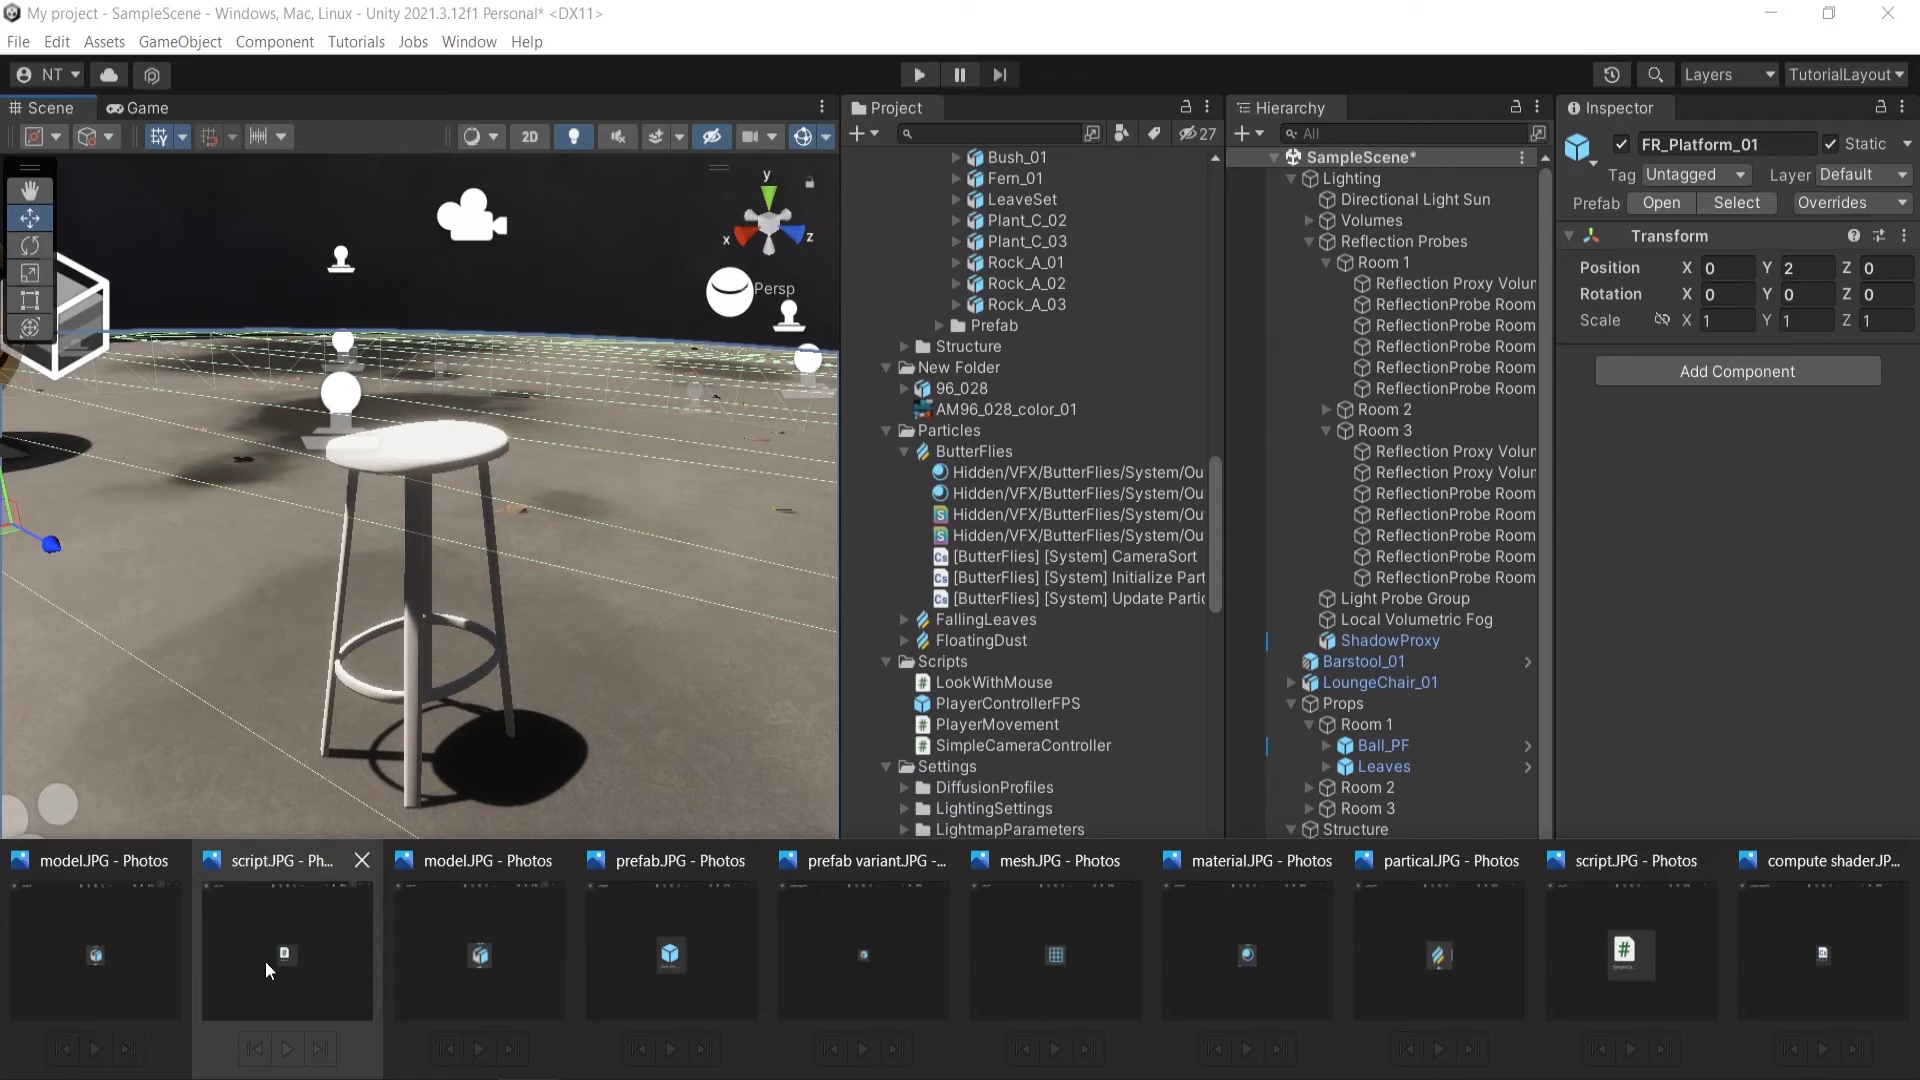 My project - SampleScene - Windows, Mac, Linux - Unity 2021.3.12f1 Personal* <DX11>
File Edit Assets GameObject Component Tutorials Jobs Window Help
NT
Layers
TutorialLayout
Scene
Game
2D
y
x
z
Persp
Project
27
Bush_01
Fern_01
LeaveSet
Plant_C_02
Plant_C_03
Rock_A_01
Rock_A_02
Rock_A_03
Prefab
Structure
New Folder
96_028
AM96_028_color_01
Particles
ButterFlies
Hidden/VFX/ButterFlies/System/Ou
Hidden/VFX/ButterFlies/System/Ou
Hidden/VFX/ButterFlies/System/Ou
Hidden/VFX/ButterFlies/System/Ou
[ButterFlies] [System] CameraSort
[ButterFlies] [System] Initialize Part
[ButterFlies] [System] Update Partic
FallingLeaves
FloatingDust
Scripts
LookWithMouse
PlayerControllerFPS
PlayerMovement
SimpleCameraController
Settings
DiffusionProfiles
LightingSettings
LightmapParameters
Hierarchy
All
SampleScene*
Lighting
Directional Light Sun
Volumes
Reflection Probes
Room 1
Reflection Proxy Volur
ReflectionProbe Room
ReflectionProbe Room
ReflectionProbe Room
ReflectionProbe Room
ReflectionProbe Room
Room 2
Room 3
Reflection Proxy Volur
Reflection Proxy Volur
ReflectionProbe Room
ReflectionProbe Room
ReflectionProbe Room
ReflectionProbe Room
ReflectionProbe Room
Light Probe Group
Local Volumetric Fog
ShadowProxy
Barstool_01
LoungeChair_01
Props
Room 1
Ball_PF
Leaves
Room 2
Room 3
Structure
Inspector
FR_Platform_01 Static
Tag Untagged Layer Default
Prefab Open Select Overrides
Transform
Position X 0 Y 2 Z 0
Rotation X 0 Y 0 Z 0
Scale X 1 Y 1 Z 1
Add Component
model.JPG - Photos
script.JPG - Ph...
model.JPG - Photos
prefab.JPG - Photos
prefab variant.JPG -...
mesh.JPG - Photos
material.JPG - Photos
partical.JPG - Photos
script.JPG - Photos
compute shader.JP...